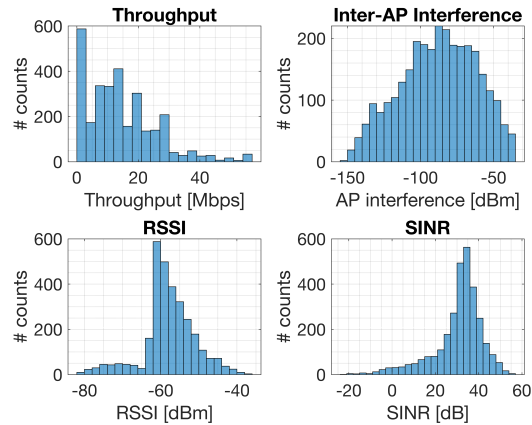 Throughput
600
400
200
0
# counts
0 20 40
Throughput [Mbps]
Inter-AP Interference
200
100
0
# counts
-150 -100 -50
AP interference [dBm]
RSSI
600
400
200
0
# counts
-80 -60 -40
RSSI [dBm]
SINR
600
400
200
0
# counts
-20 0 20 40 60
SINR [dB]